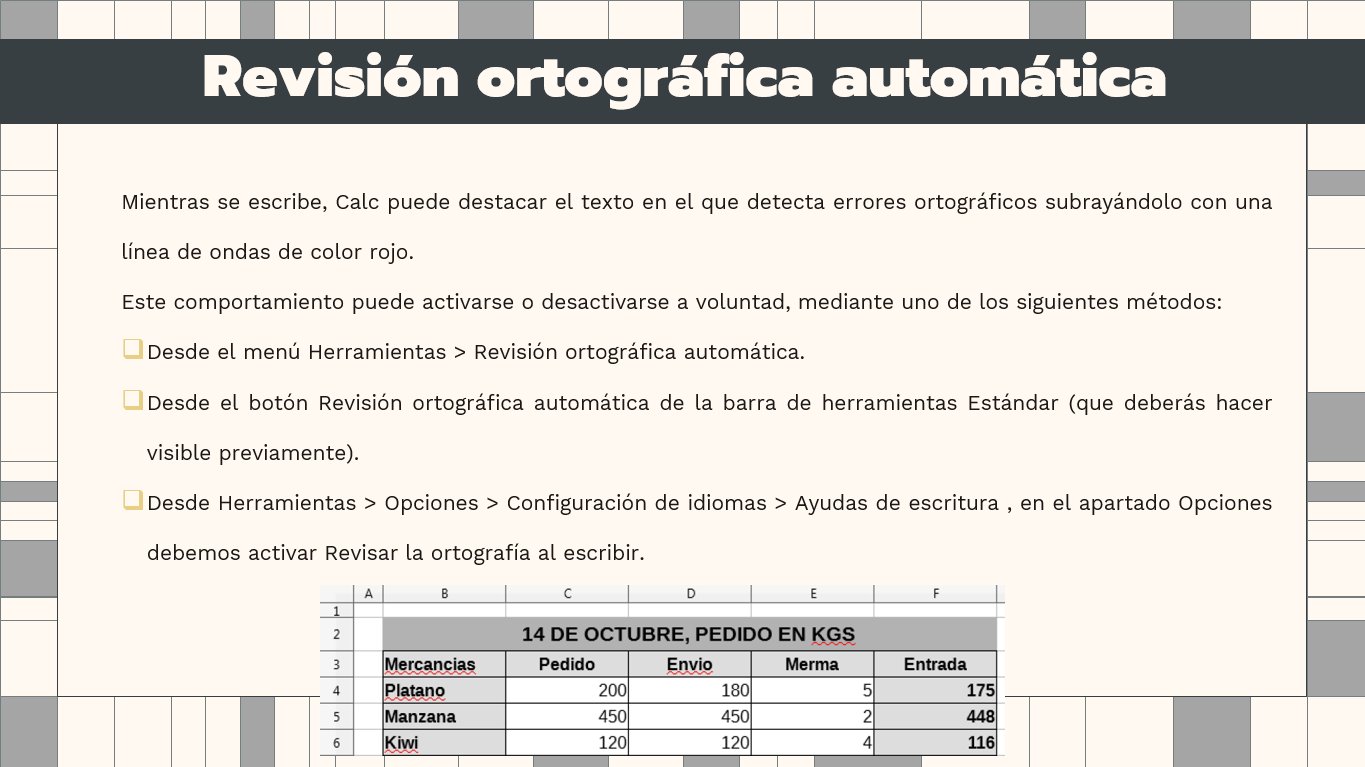 Revisión ortográfica automática
Mientras se escribe, Calc puede destacar el texto en el que detecta errores ortográficos subrayándolo con una
línea de ondas de color rojo.
Este comportamiento puede activarse o desactivarse a voluntad, mediante uno de los siguientes métodos:
Desde el menú Herramientas > Revisión ortográfica automática.
Desde el botón Revisión ortográfica automática de la barra de herramientas Estándar (que deberás hacer
visible previamente).
Desde Herramientas > Opciones > Configuración de idiomas > Ayudas de escritura , en el apartado Opciones
debemos activar Revisar la ortografía al escribir.
A B C D E F
1
2 14 DE OCTUBRE, PEDIDO EN KGS
3 Mercancias Pedido Envio Merma Entrada
4 Platano 200 180 5 175
5 Manzana 450 450 2 448
6 Kiwi 120 120 4 116